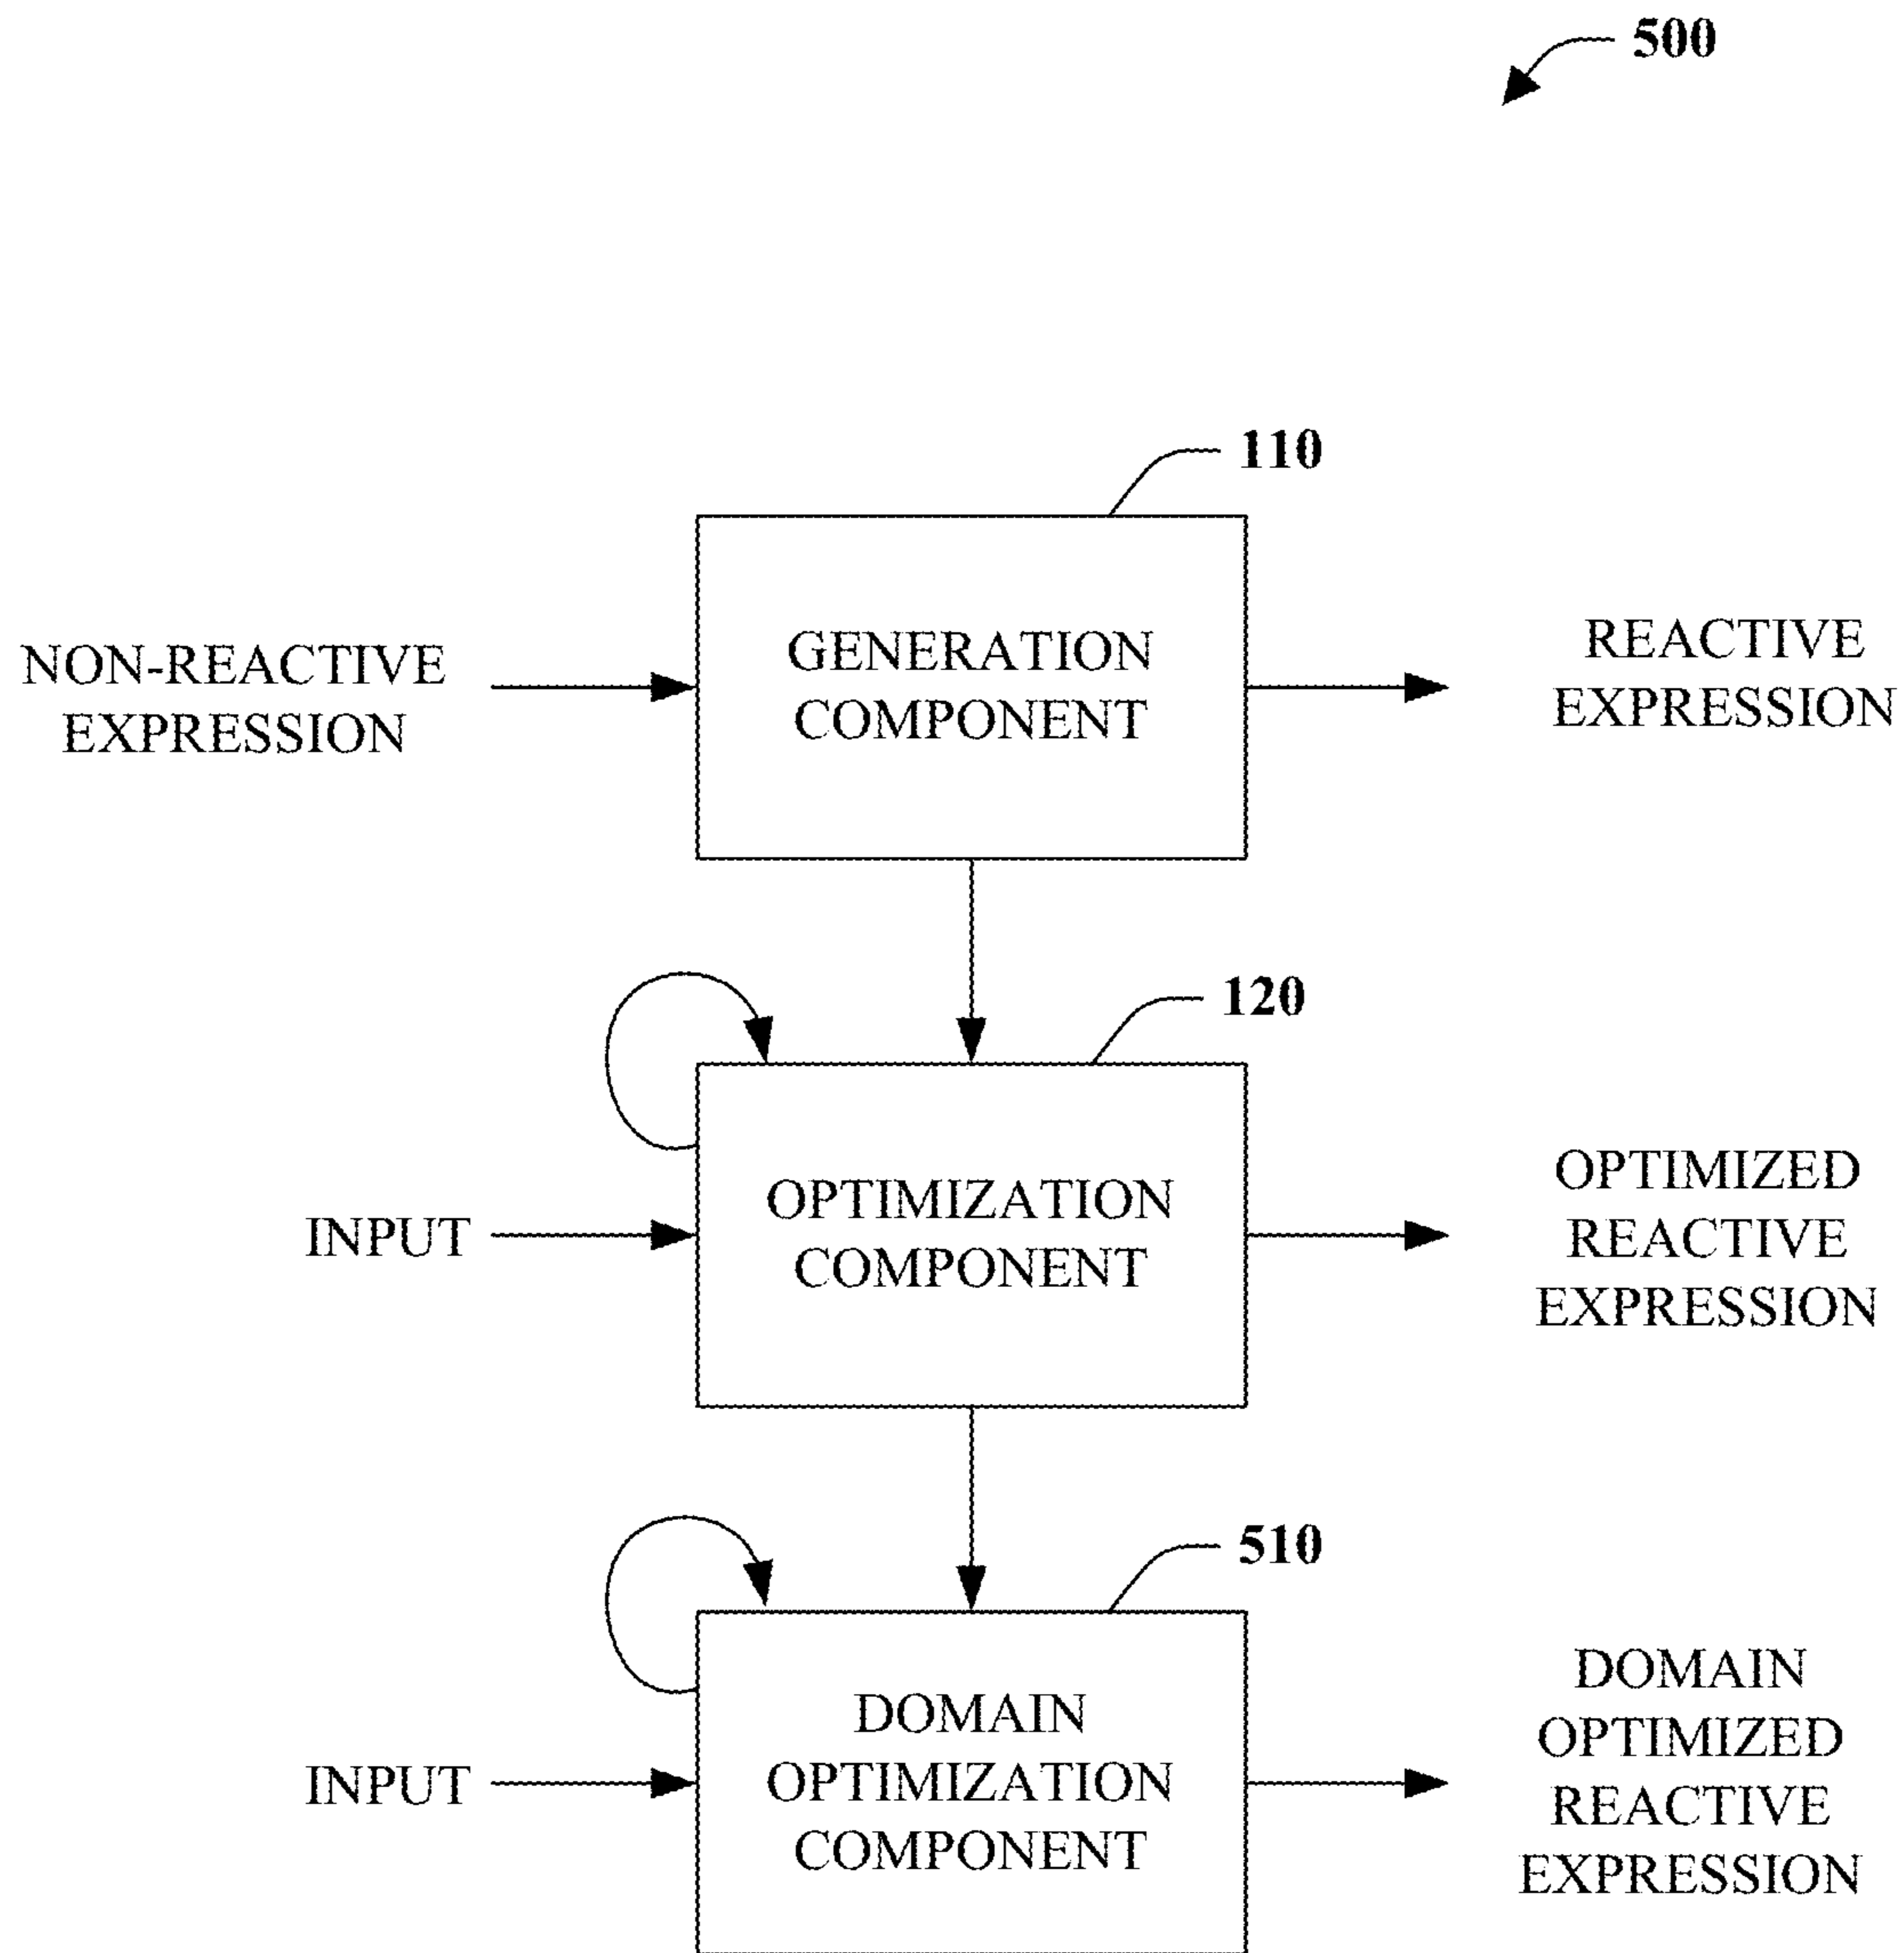 500
110
NON-REACTIVE
EXPRESSION
GENERATION
COMPONENT
REACTIVE
EXPRESSION
120
INPUT
OPTIMIZATION
COMPONENT
OPTIMIZED
REACTIVE
EXPRESSION
510
INPUT
DOMAIN
OPTIMIZATION
COMPONENT
DOMAIN
OPTIMIZED
REACTIVE
EXPRESSION